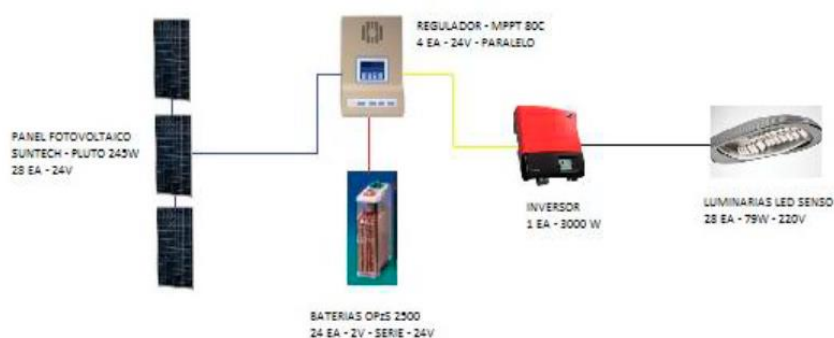 REGULADOR - MPPT 80C
4 EA - 24V - PARALELO
PANEL FOTOVOLTAICO
SUNTECH - PLUTO 245W
28 EA - 24V
INVERSOR
1 EA - 3000 W
LUMINARIAS LED SENSO
28 EA - 79W - 220V
BATERIAS OPzS 2500
24 EA - 2V - SERIE - 24V